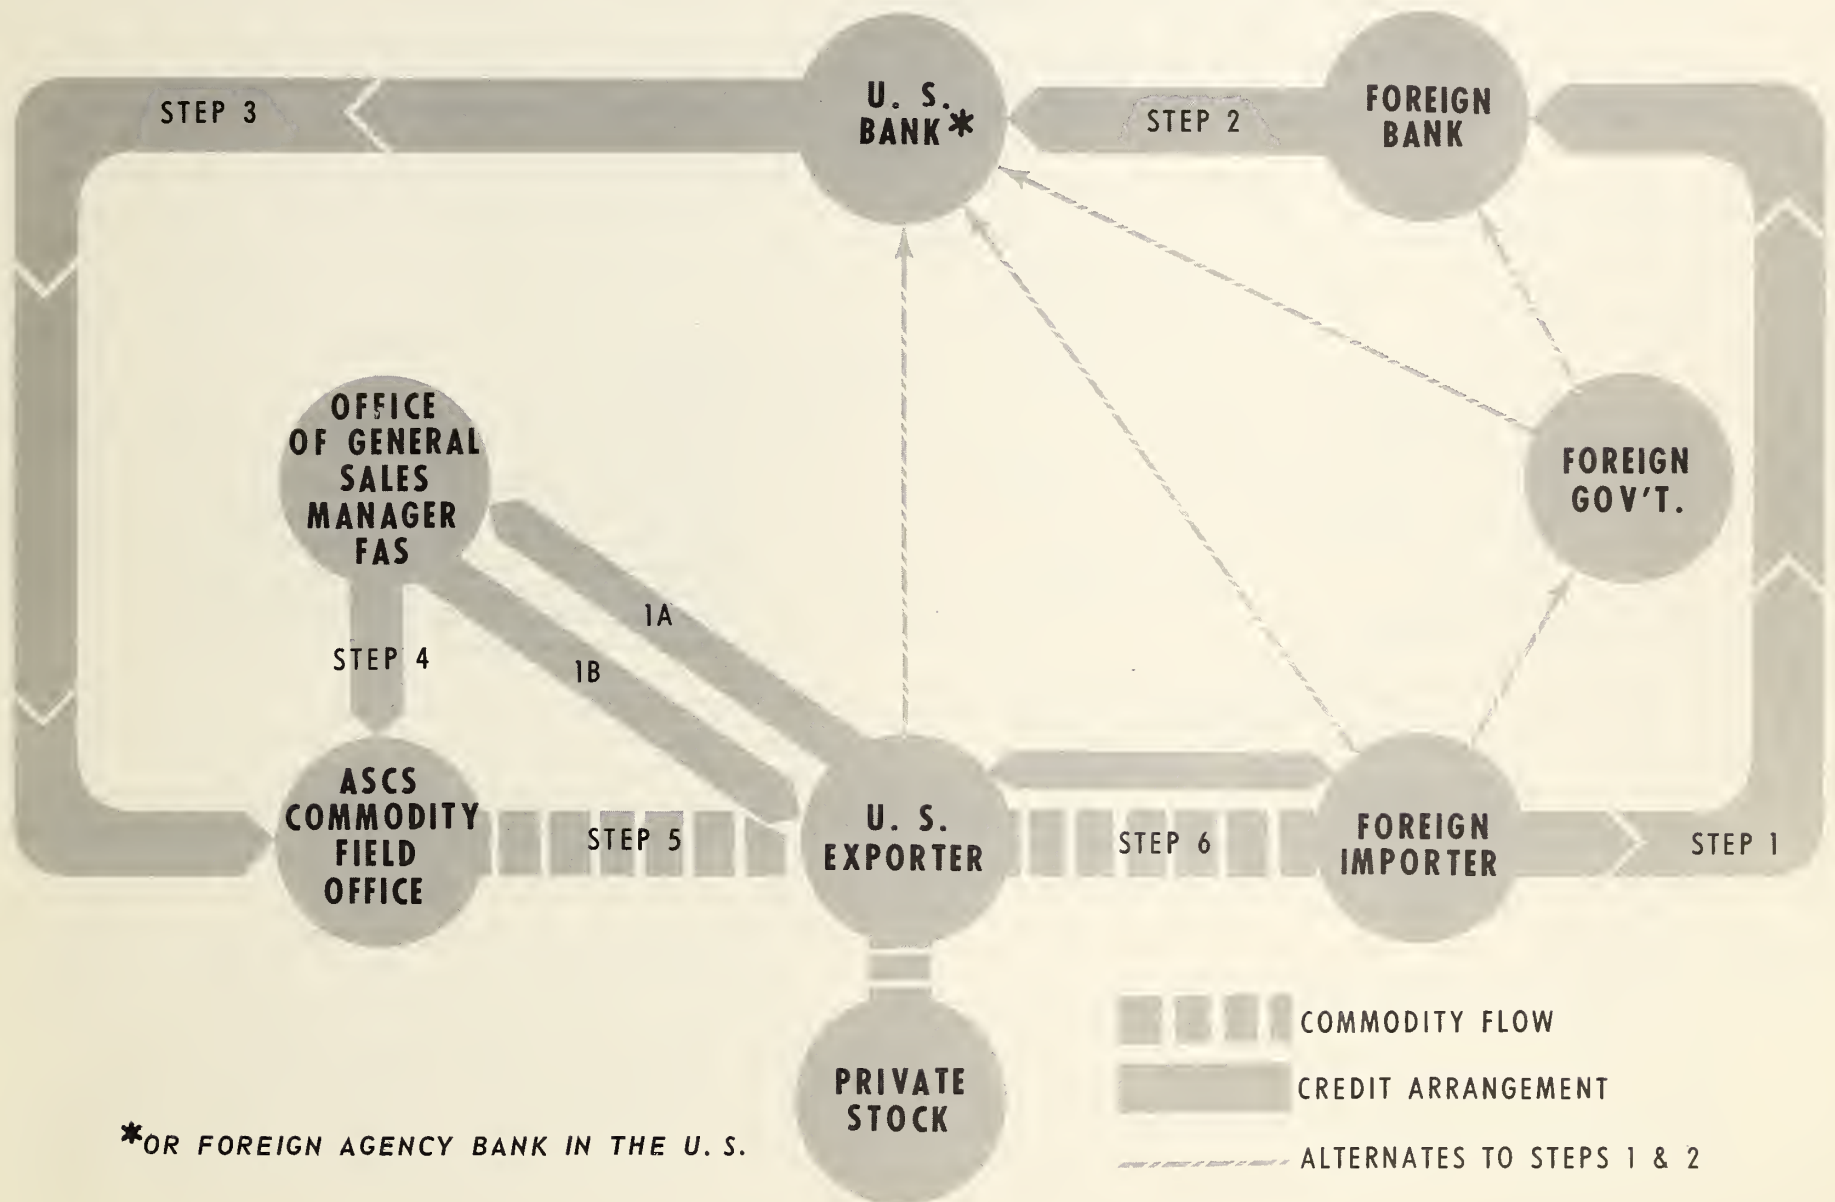 STEP 3
U. S.
BANK*
STEP 2
FOREIGN
BANK
OFFICE
OF GENERAL
SALES
MANAGER
FAS
FOREIGN
GOV'T.
1A
1B
STEP 4
ASCS
COMMODITY
FIELD
OFFICE
STEP 5
U. S.
EXPORTER
STEP 6
FOREIGN
IMPORTER
STEP 1
PRIVATE
STOCK
COMMODITY FLOW
CREDIT ARRANGEMENT
ALTERNATES TO STEPS 1 & 2
*OR FOREIGN AGENCY BANK IN THE U. S.